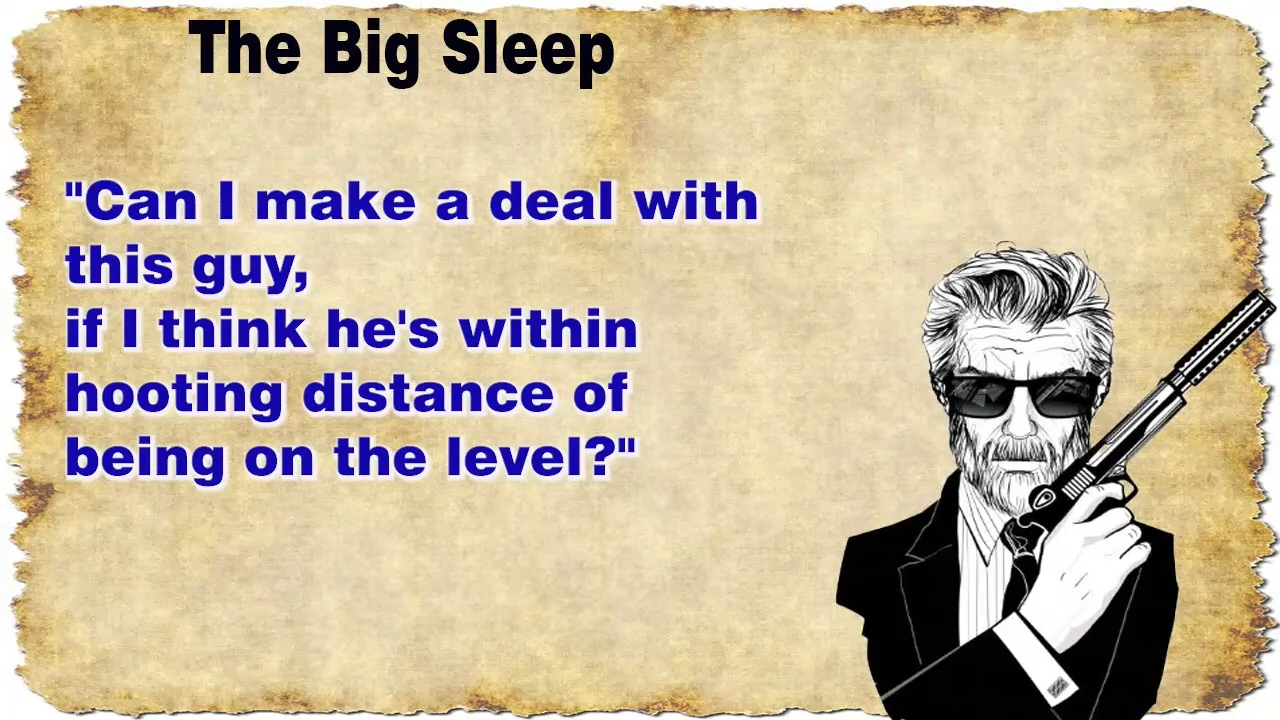 The Big Sleep
"Can I make a deal with
this guy,
if I think he's within
hooting distance of
being on the level?"